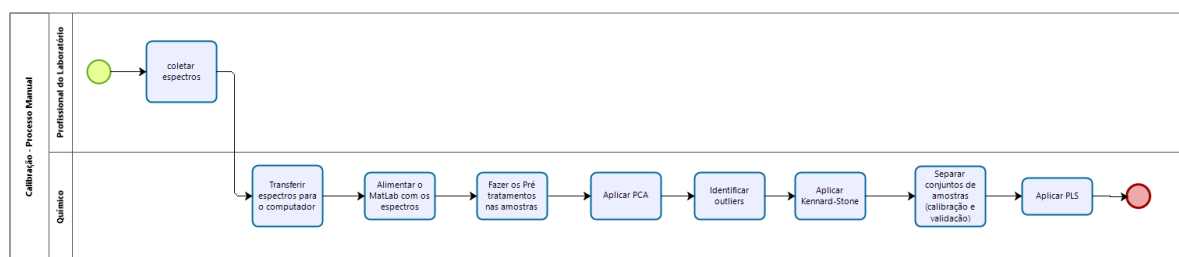 Calibração - Processo Manual
Profissional do Laboratório
coletar
espectros
Químico
Transferir
espectros para
o computador
Alimentar o
MatLab com os
espectros
Fazer os Pré
tratamentos
nas amostras
Aplicar PCA
Identificar
outliers
Aplicar
Kennard-Stone
Separar
conjuntos de
amostras
(calibração e
validação)
Aplicar PLS